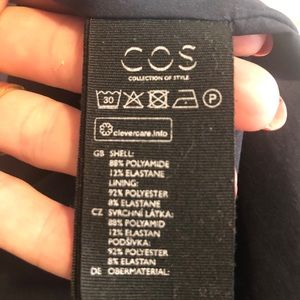 COS
COLLECTION OF STYLE
30 P
clevercare.info
GB SHELL:
88% POLYAMIDE
12% ELASTANE
LINING:
92% POLYESTER
8% ELASTANE
CZ SVRCHNÍ LÁTKA:
88% POLYAMID
12% ELASTAN
PODŠÍVKA:
92% POLYESTER
8% ELASTAN
DE OBERMATERIAL: